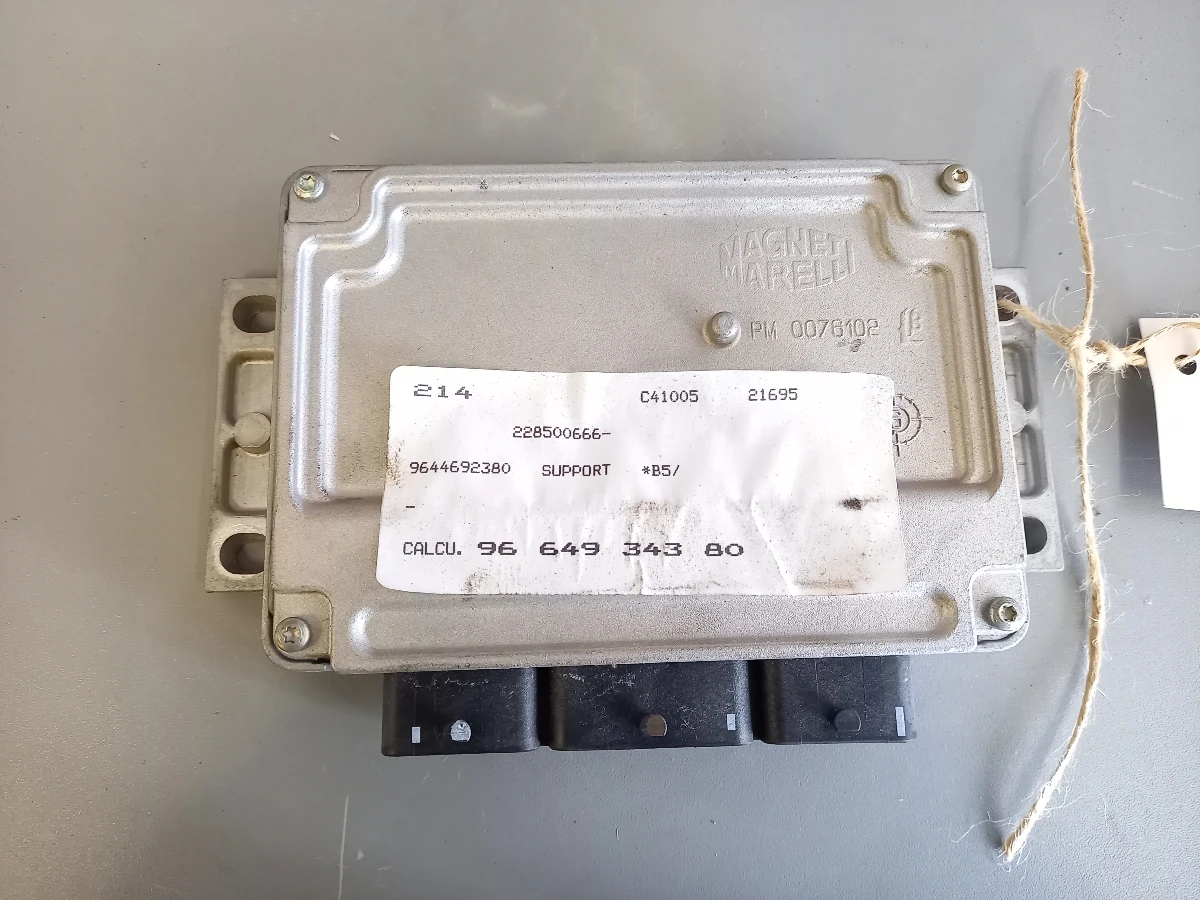 MAGNETI
MARELLI
PM 0076102
214 C41005 21695
228500666-
9644692380 SUPPORT *B5/
-
CALCU. 96 649 343 80